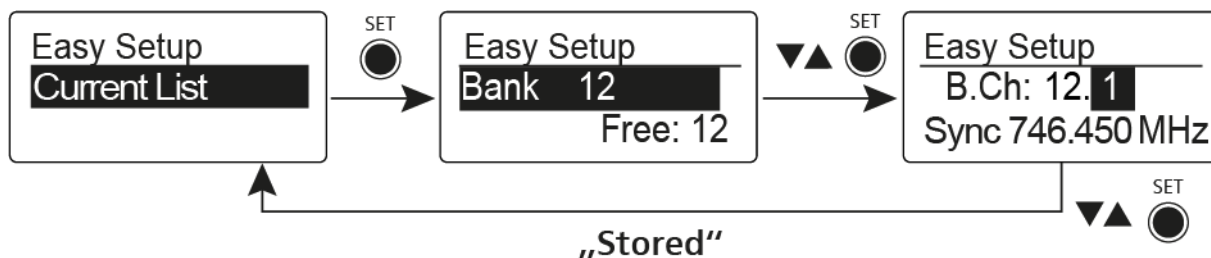 Easy Setup
Current List
SET
Easy Setup
Bank 12
Free: 12
SET
Easy Setup
B.Ch: 12. 1
Sync 746.450 MHz
SET
„Stored“